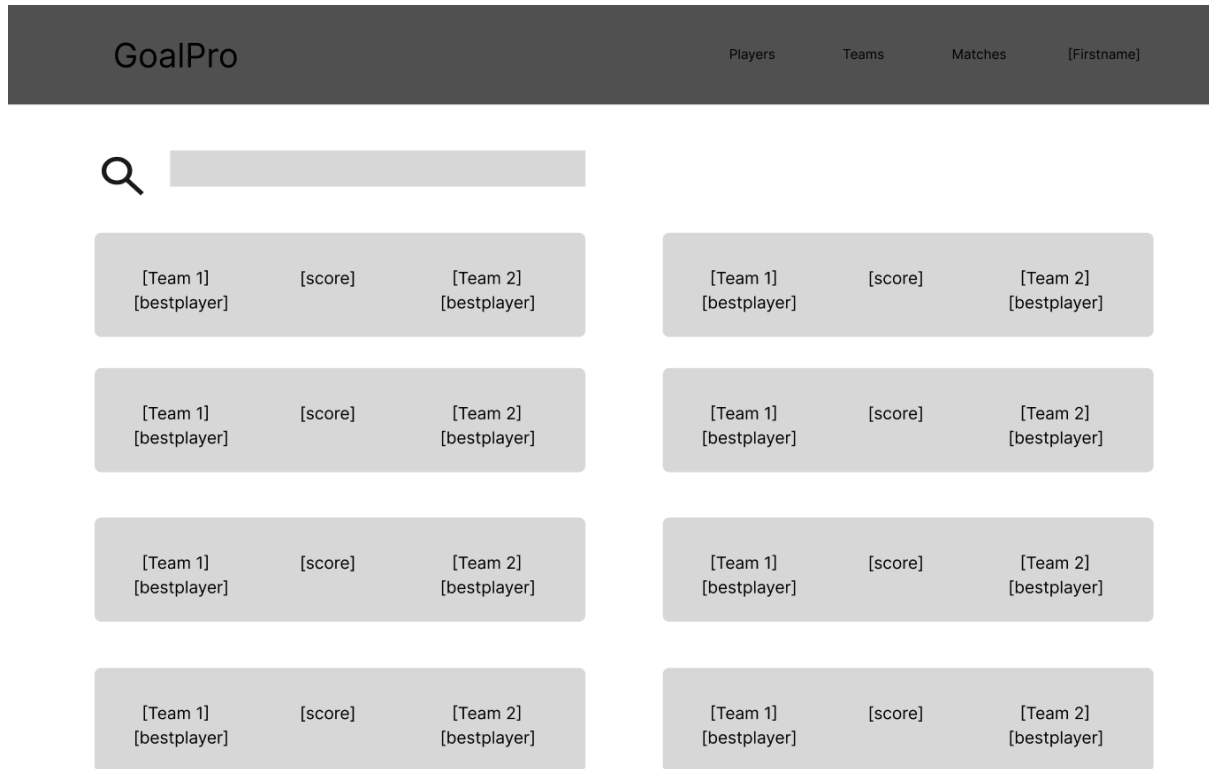 GoalPro
Players Teams Matches [Firstname]
[Team 1] [score] [Team 2]
[bestplayer] [bestplayer]
[Team 1] [score] [Team 2]
[bestplayer] [bestplayer]
[Team 1] [score] [Team 2]
[bestplayer] [bestplayer]
[Team 1] [score] [Team 2]
[bestplayer] [bestplayer]
[Team 1] [score] [Team 2]
[bestplayer] [bestplayer]
[Team 1] [score] [Team 2]
[bestplayer] [bestplayer]
[Team 1] [score] [Team 2]
[bestplayer] [bestplayer]
[Team 1] [score] [Team 2]
[bestplayer] [bestplayer]